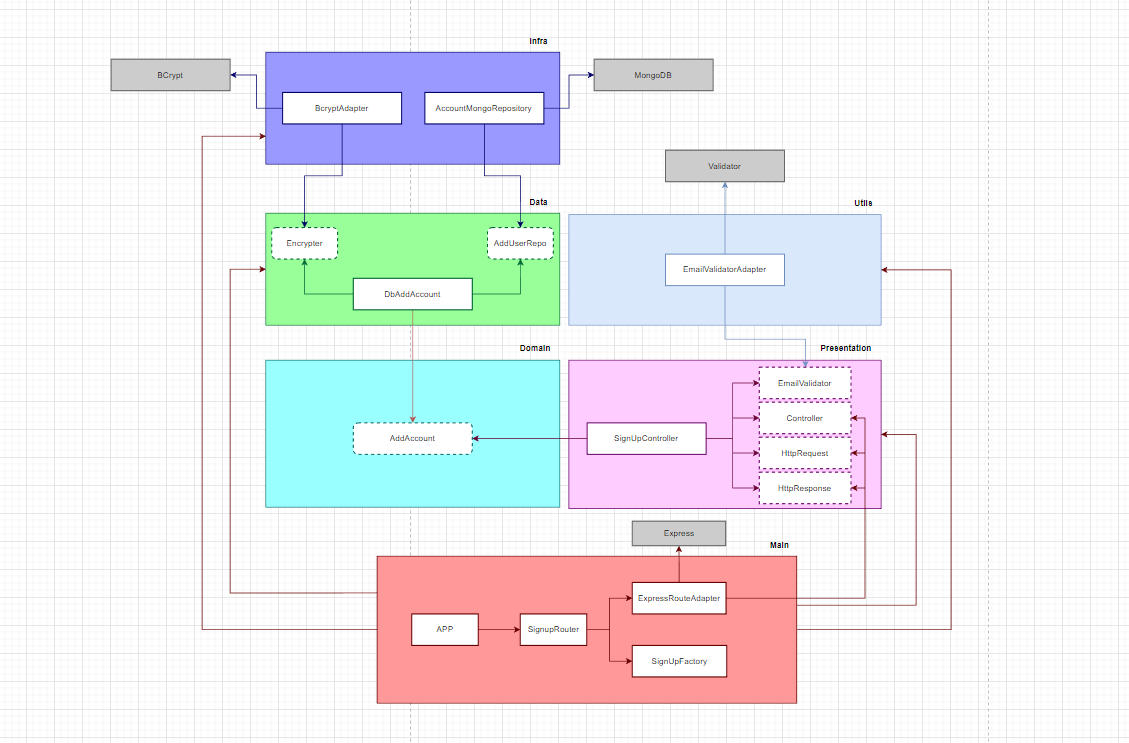 Infra
BCrypt
MongoDB
BcryptAdapter
AccountMongoRepository
Validator
Data
Utils
Encrypter
AddUserRepo
EmailValidatorAdapter
DbAddAccount
Domain
Presentation
EmailValidator
Controller
AddAccount
SignUpController
HttpRequest
HttpResponse
Express
Main
ExpressRouteAdapter
APP
SignupRouter
SignUpFactory